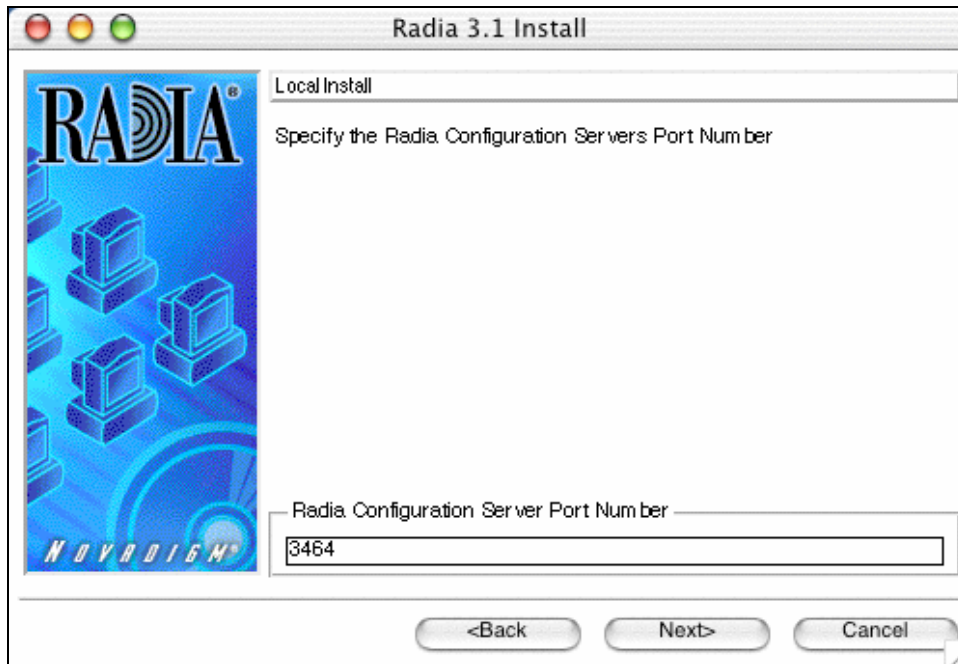 Radia 3.1 Install
RADIA®
Local Install
Specify the Radia Configuration Servers Port Number
Radia Configuration Server Port Number
3464
NOVADIGM®
<Back
Next>
Cancel